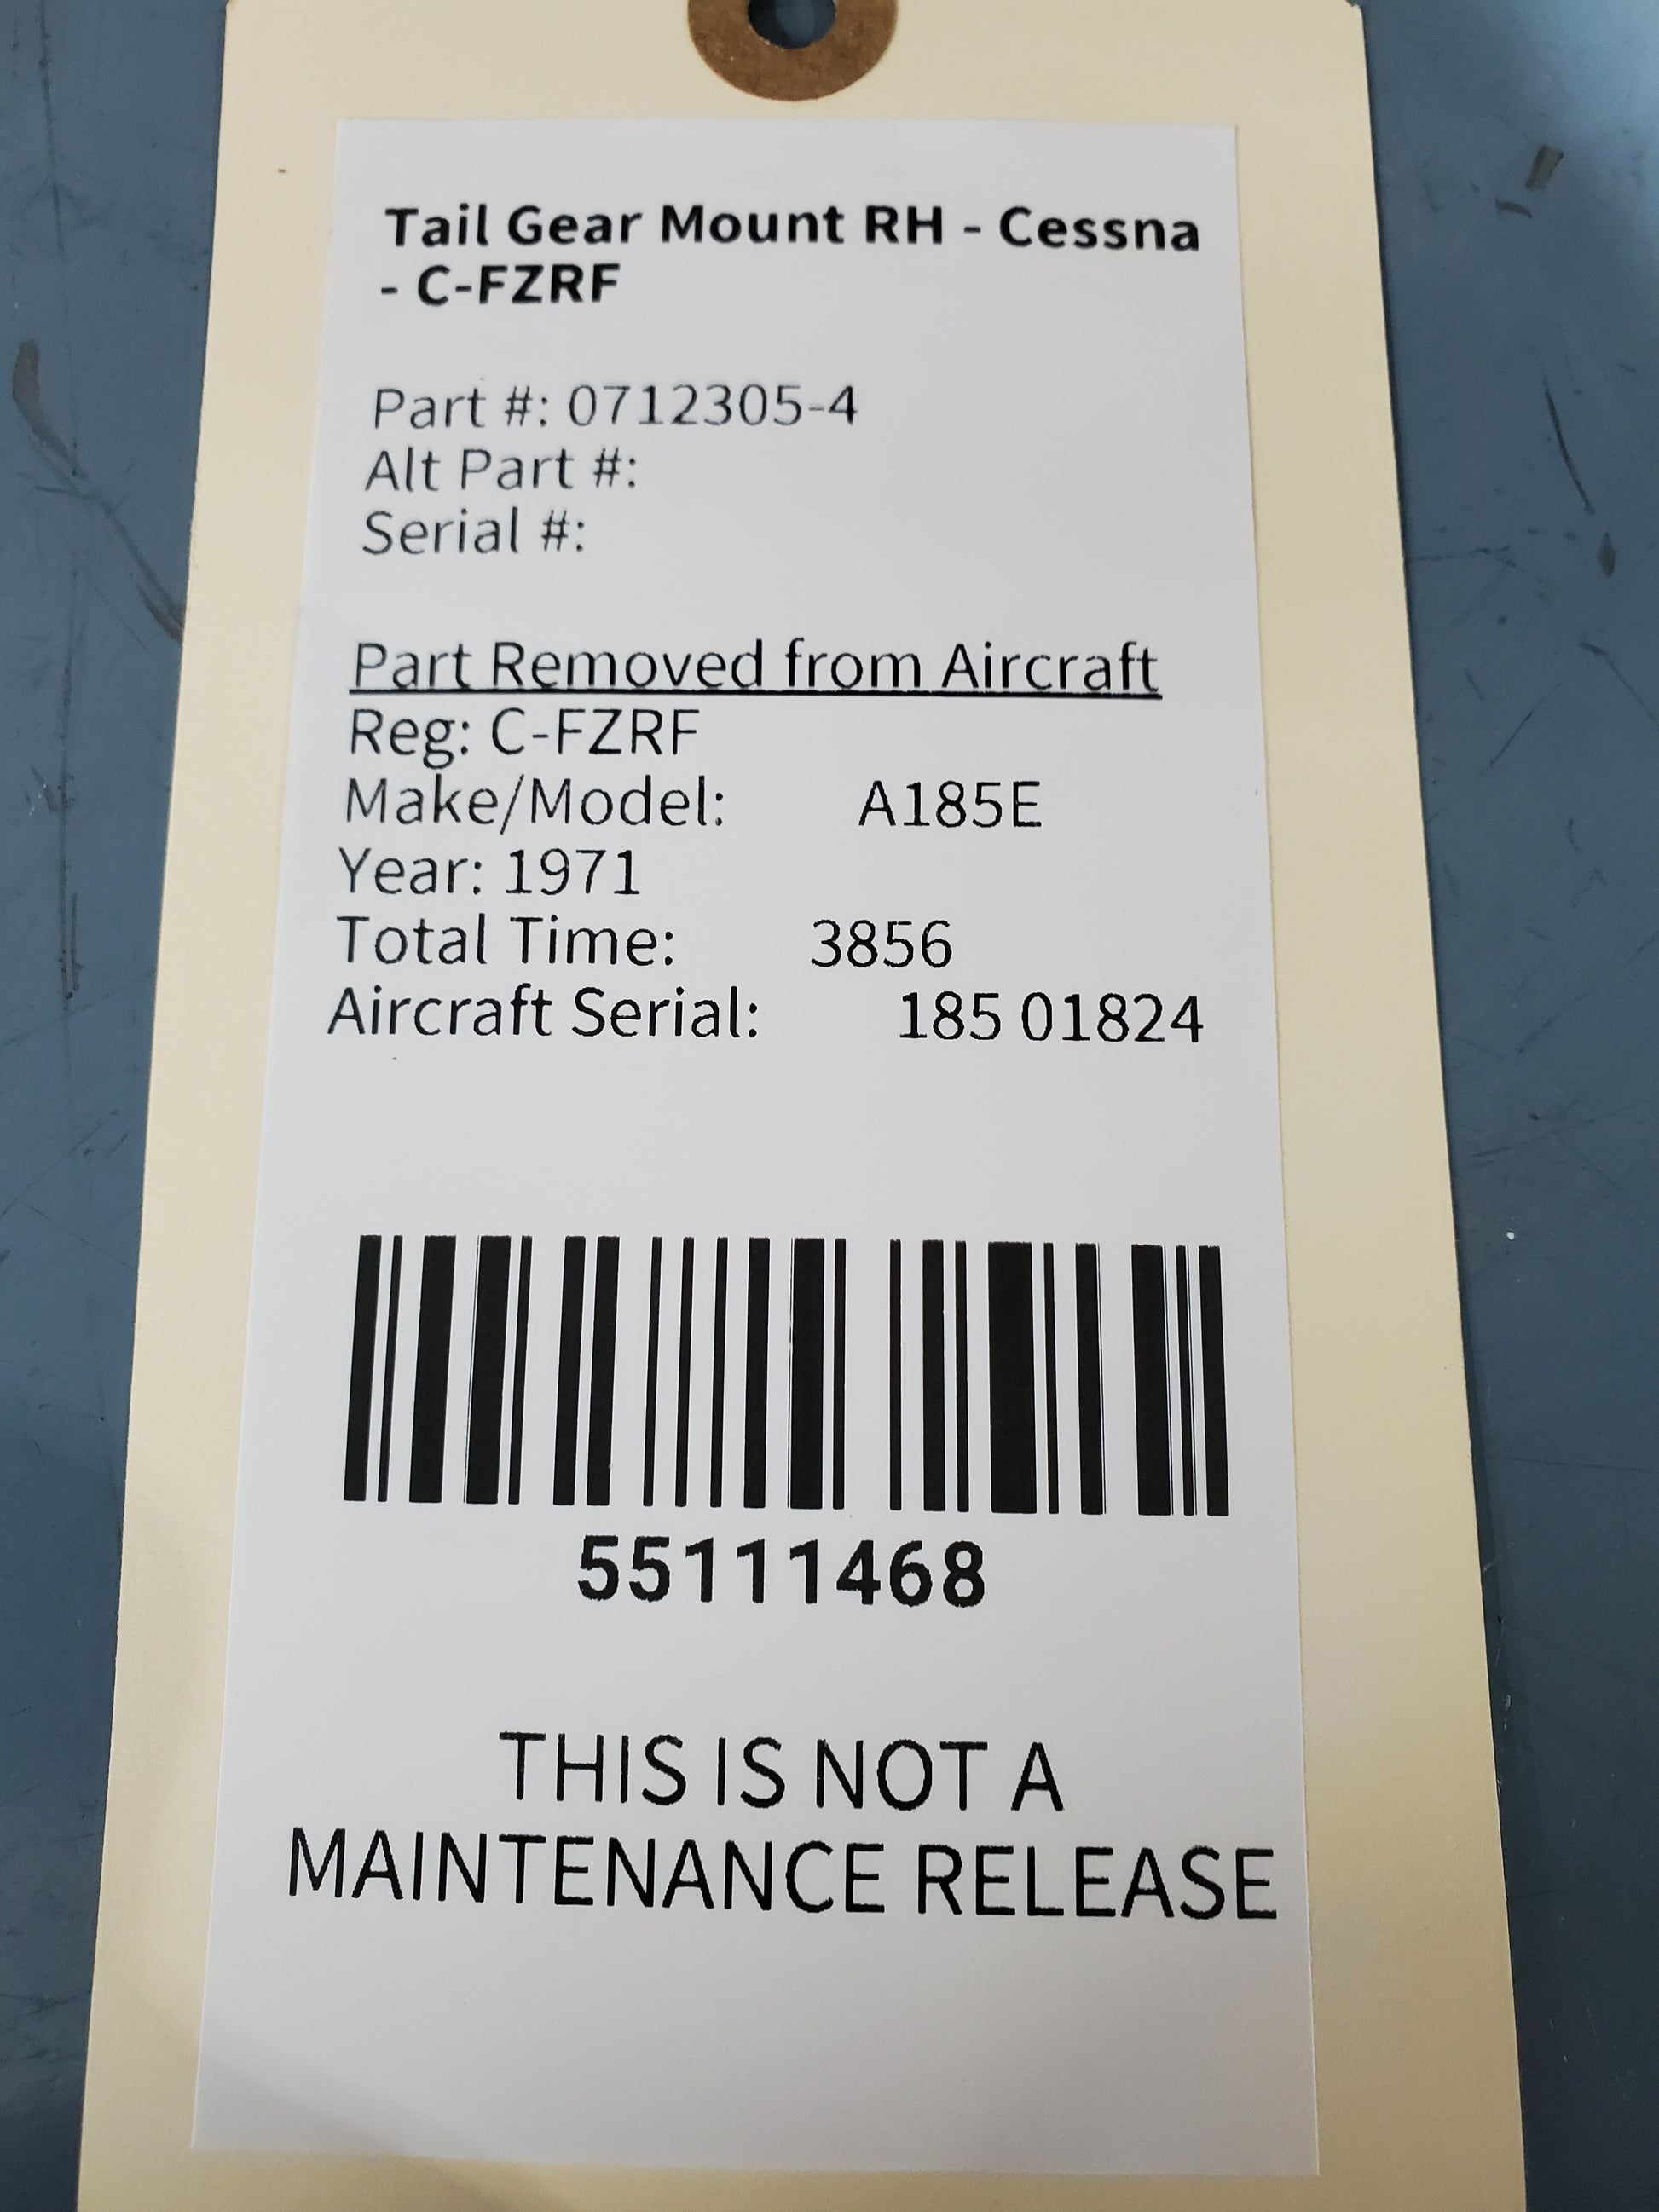 Tail Gear Mount RH - Cessna
- C-FZRF
Part #: 0712305-4
Alt Part #:
Serial #:
Part Removed from Aircraft
Reg: C-FZRF
Make/Model: A185E
Year: 1971
Total Time: 3856
Aircraft Serial: 185 01824
55111468
THIS IS NOT A
MAINTENANCE RELEASE